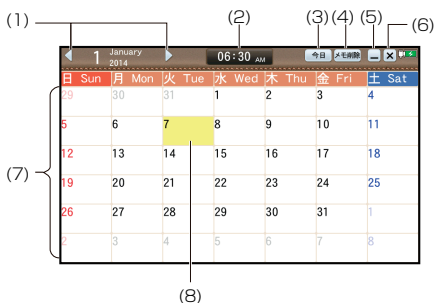 (1) (2) (3) (4) (5) (6)
1 January 2014 06:30 AM 今日 メモ削除
日 Sun 月 Mon 火 Tue 水 Wed 木 Thu 金 Fri 土 Sat
29 30 31 1 2 3 4
5 6 7 8 9 10 11
12 13 14 15 16 17 18
(7) 19 20 21 22 23 24 25
26 27 28 29 30 31 1
2 3 4 5 6 7 8
(8)